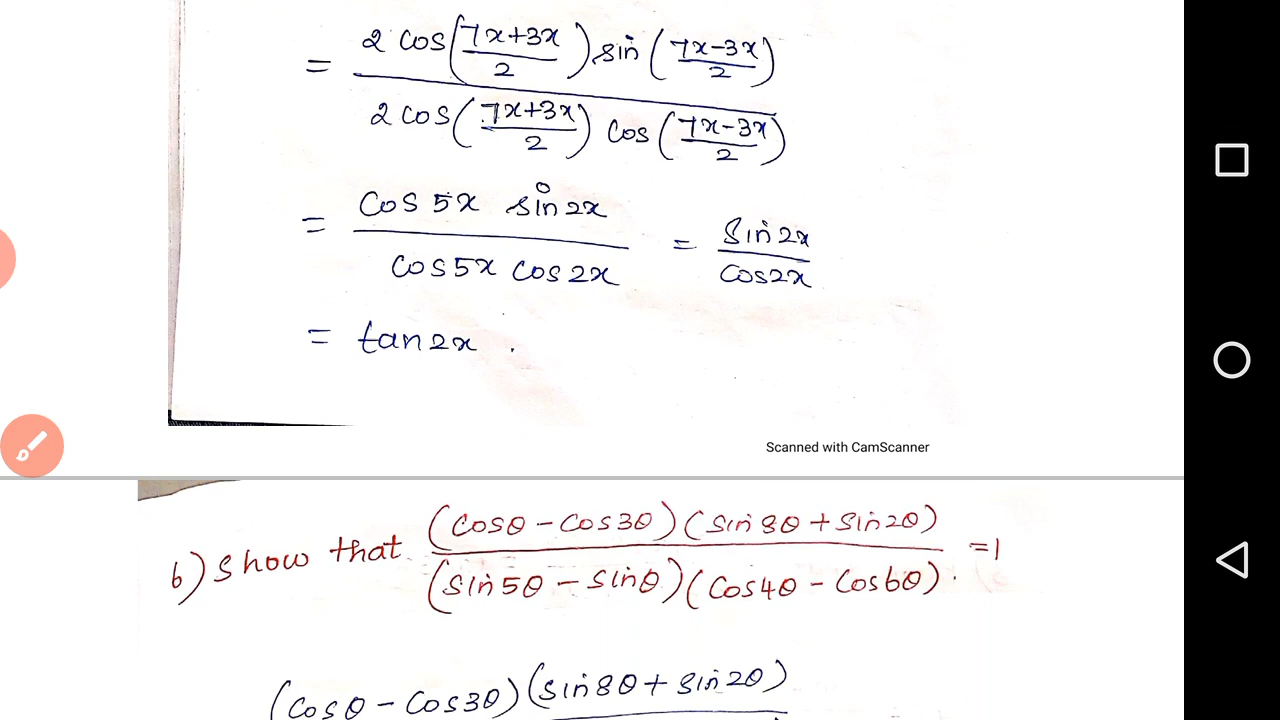 = 2 cos(7x+3x/2) sin(7x-3x/2) / 2 cos(7x+3x/2) cos(7x-3x/2)
= cos 5x sin 2x / cos 5x cos 2x = sin 2x / cos 2x
= tan 2x .
Scanned with CamScanner
b) Show that (cosθ - cos3θ)(sin8θ + sin2θ) / (sin5θ - sinθ)(cos4θ - cos6θ) . = 1
(cosθ - cos3θ)(sin8θ + sin2θ)